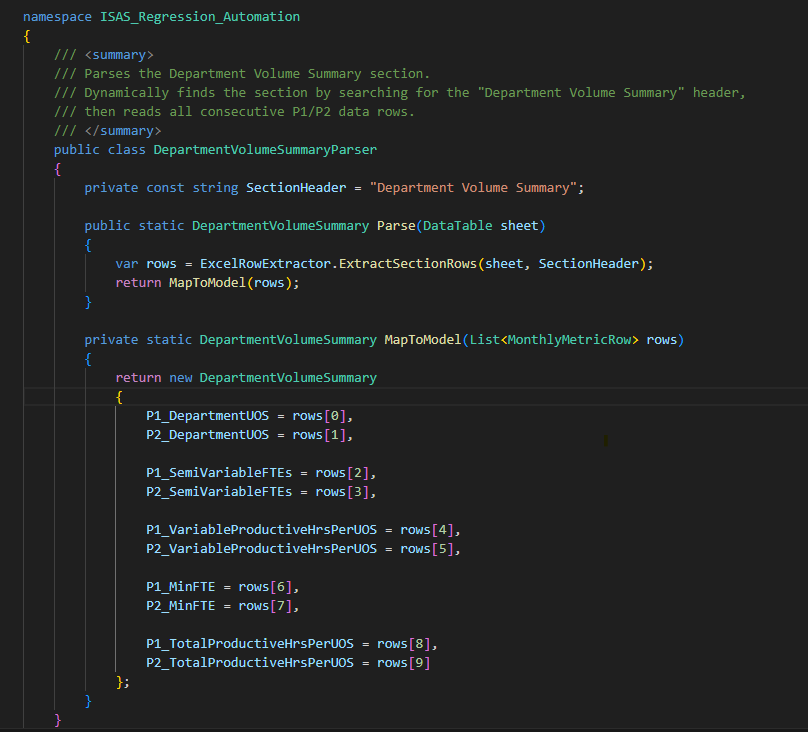 namespace ISAS_Regression_Automation
{
    /// <summary>
    /// Parses the Department Volume Summary section.
    /// Dynamically finds the section by searching for the "Department Volume Summary" header,
    /// then reads all consecutive P1/P2 data rows.
    /// </summary>
    public class DepartmentVolumeSummaryParser
    {
        private const string SectionHeader = "Department Volume Summary";

        public static DepartmentVolumeSummary Parse(DataTable sheet)
        {
            var rows = ExcelRowExtractor.ExtractSectionRows(sheet, SectionHeader);
            return MapToModel(rows);
        }

        private static DepartmentVolumeSummary MapToModel(List<MonthlyMetricRow> rows)
        {
            return new DepartmentVolumeSummary
            {
                P1_DepartmentUOS = rows[0],
                P2_DepartmentUOS = rows[1],

                P1_SemiVariableFTEs = rows[2],
                P2_SemiVariableFTEs = rows[3],

                P1_VariableProductiveHrsPerUOS = rows[4],
                P2_VariableProductiveHrsPerUOS = rows[5],

                P1_MinFTE = rows[6],
                P2_MinFTE = rows[7],

                P1_TotalProductiveHrsPerUOS = rows[8],
                P2_TotalProductiveHrsPerUOS = rows[9]
            };
        }
    }